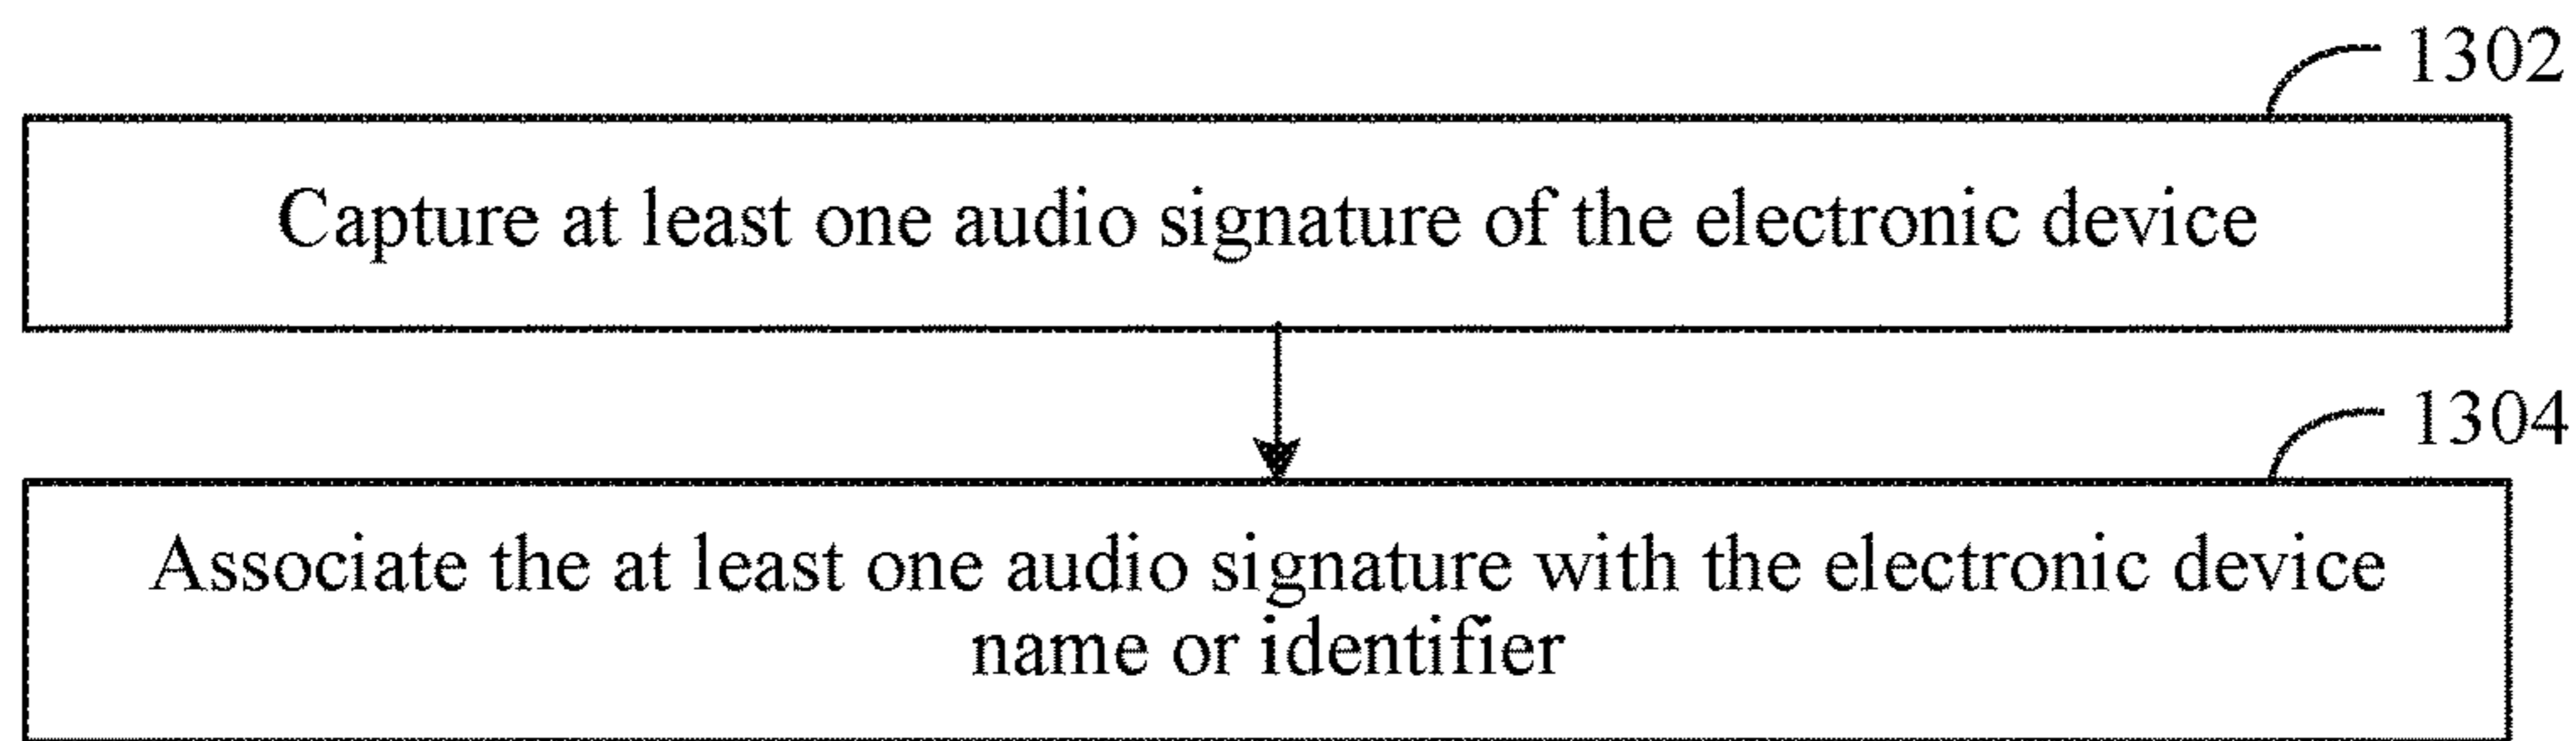 1302
Capture at least one audio signature of the electronic device
1304
Associate the at least one audio signature with the electronic device
name or identifier